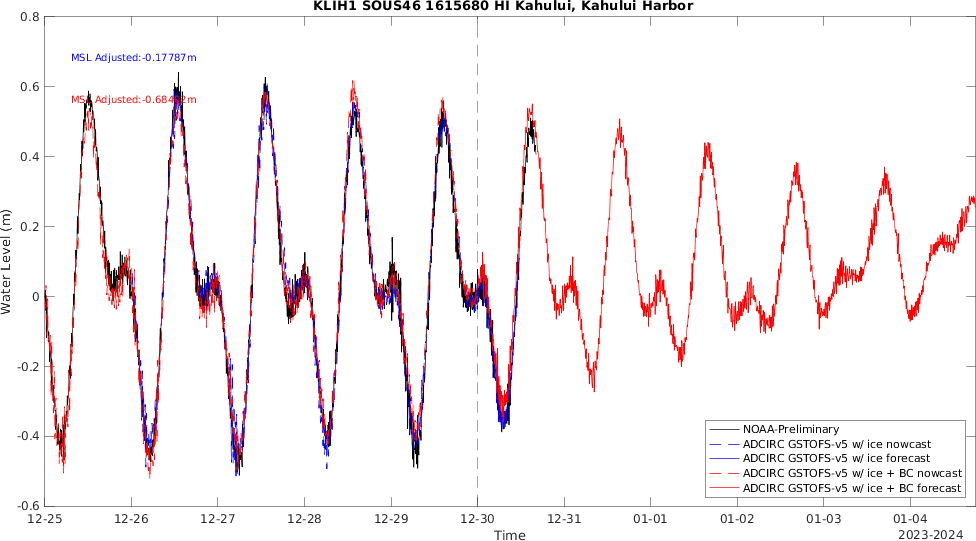 KLIH1 SOUS46 1615680 HI Kahului, Kahului Harbor
0.8
MSL Adjusted:-0.17787m
0.6
MSL Adjusted:
0.4
0.2
0
-0.2
-0.4
-0.6
Water Level (m)
NOAA-Preliminary
ADCIRC GSTOFS-v5 w/ ice nowcast
ADCIRC GSTOFS-v5 w/ ice forecast
ADCIRC GSTOFS-v5 w/ ice + BC nowcast
ADCIRC GSTOFS-v5 w/ ice + BC forecast
12-25 12-26 12-27 12-28 12-29 12-30 12-31 01-01 01-02 01-03 01-04
Time
2023-2024